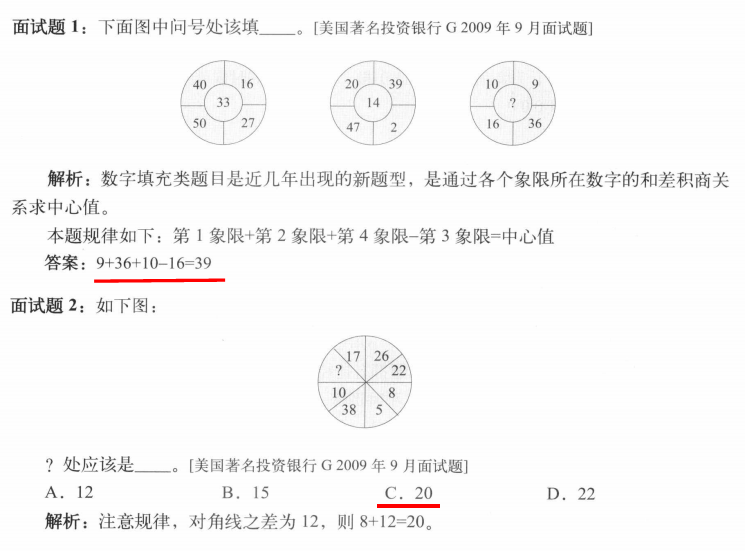 面试题 1：下面图中问号处该填____。[美国著名投资银行 G 2009 年 9 月面试题]
40 16
33
50 27
20 39
14
47 2
10 9
?
16 36
解析：数字填充类题目是近几年出现的新题型，是通过各个象限所在数字的和差积商关
系求中心值。
本题规律如下：第 1 象限+第 2 象限+第 4 象限–第 3 象限=中心值
答案：9+36+10–16=39
面试题 2：如下图：
17 26
? 22
10 8
38 5
？处应该是____。[美国著名投资银行 G 2009 年 9 月面试题]
A．12 B．15 C．20 D．22
解析：注意规律，对角线之差为 12，则 8+12=20。